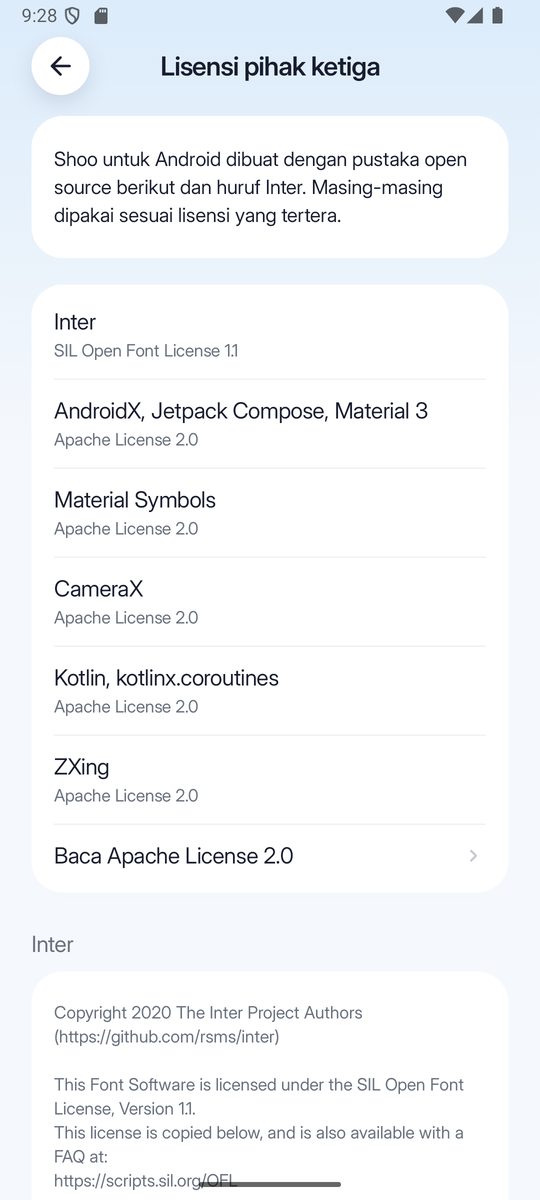 9:28
Lisensi pihak ketiga
Shoo untuk Android dibuat dengan pustaka open
source berikut dan huruf Inter. Masing-masing
dipakai sesuai lisensi yang tertera.
Inter
SIL Open Font License 1.1
AndroidX, Jetpack Compose, Material 3
Apache License 2.0
Material Symbols
Apache License 2.0
CameraX
Apache License 2.0
Kotlin, kotlinx.coroutines
Apache License 2.0
ZXing
Apache License 2.0
Baca Apache License 2.0
Inter
Copyright 2020 The Inter Project Authors
(https://github.com/rsms/inter)
This Font Software is licensed under the SIL Open Font
License, Version 1.1.
This license is copied below, and is also available with a
FAQ at:
https://scripts.sil.org/OFL